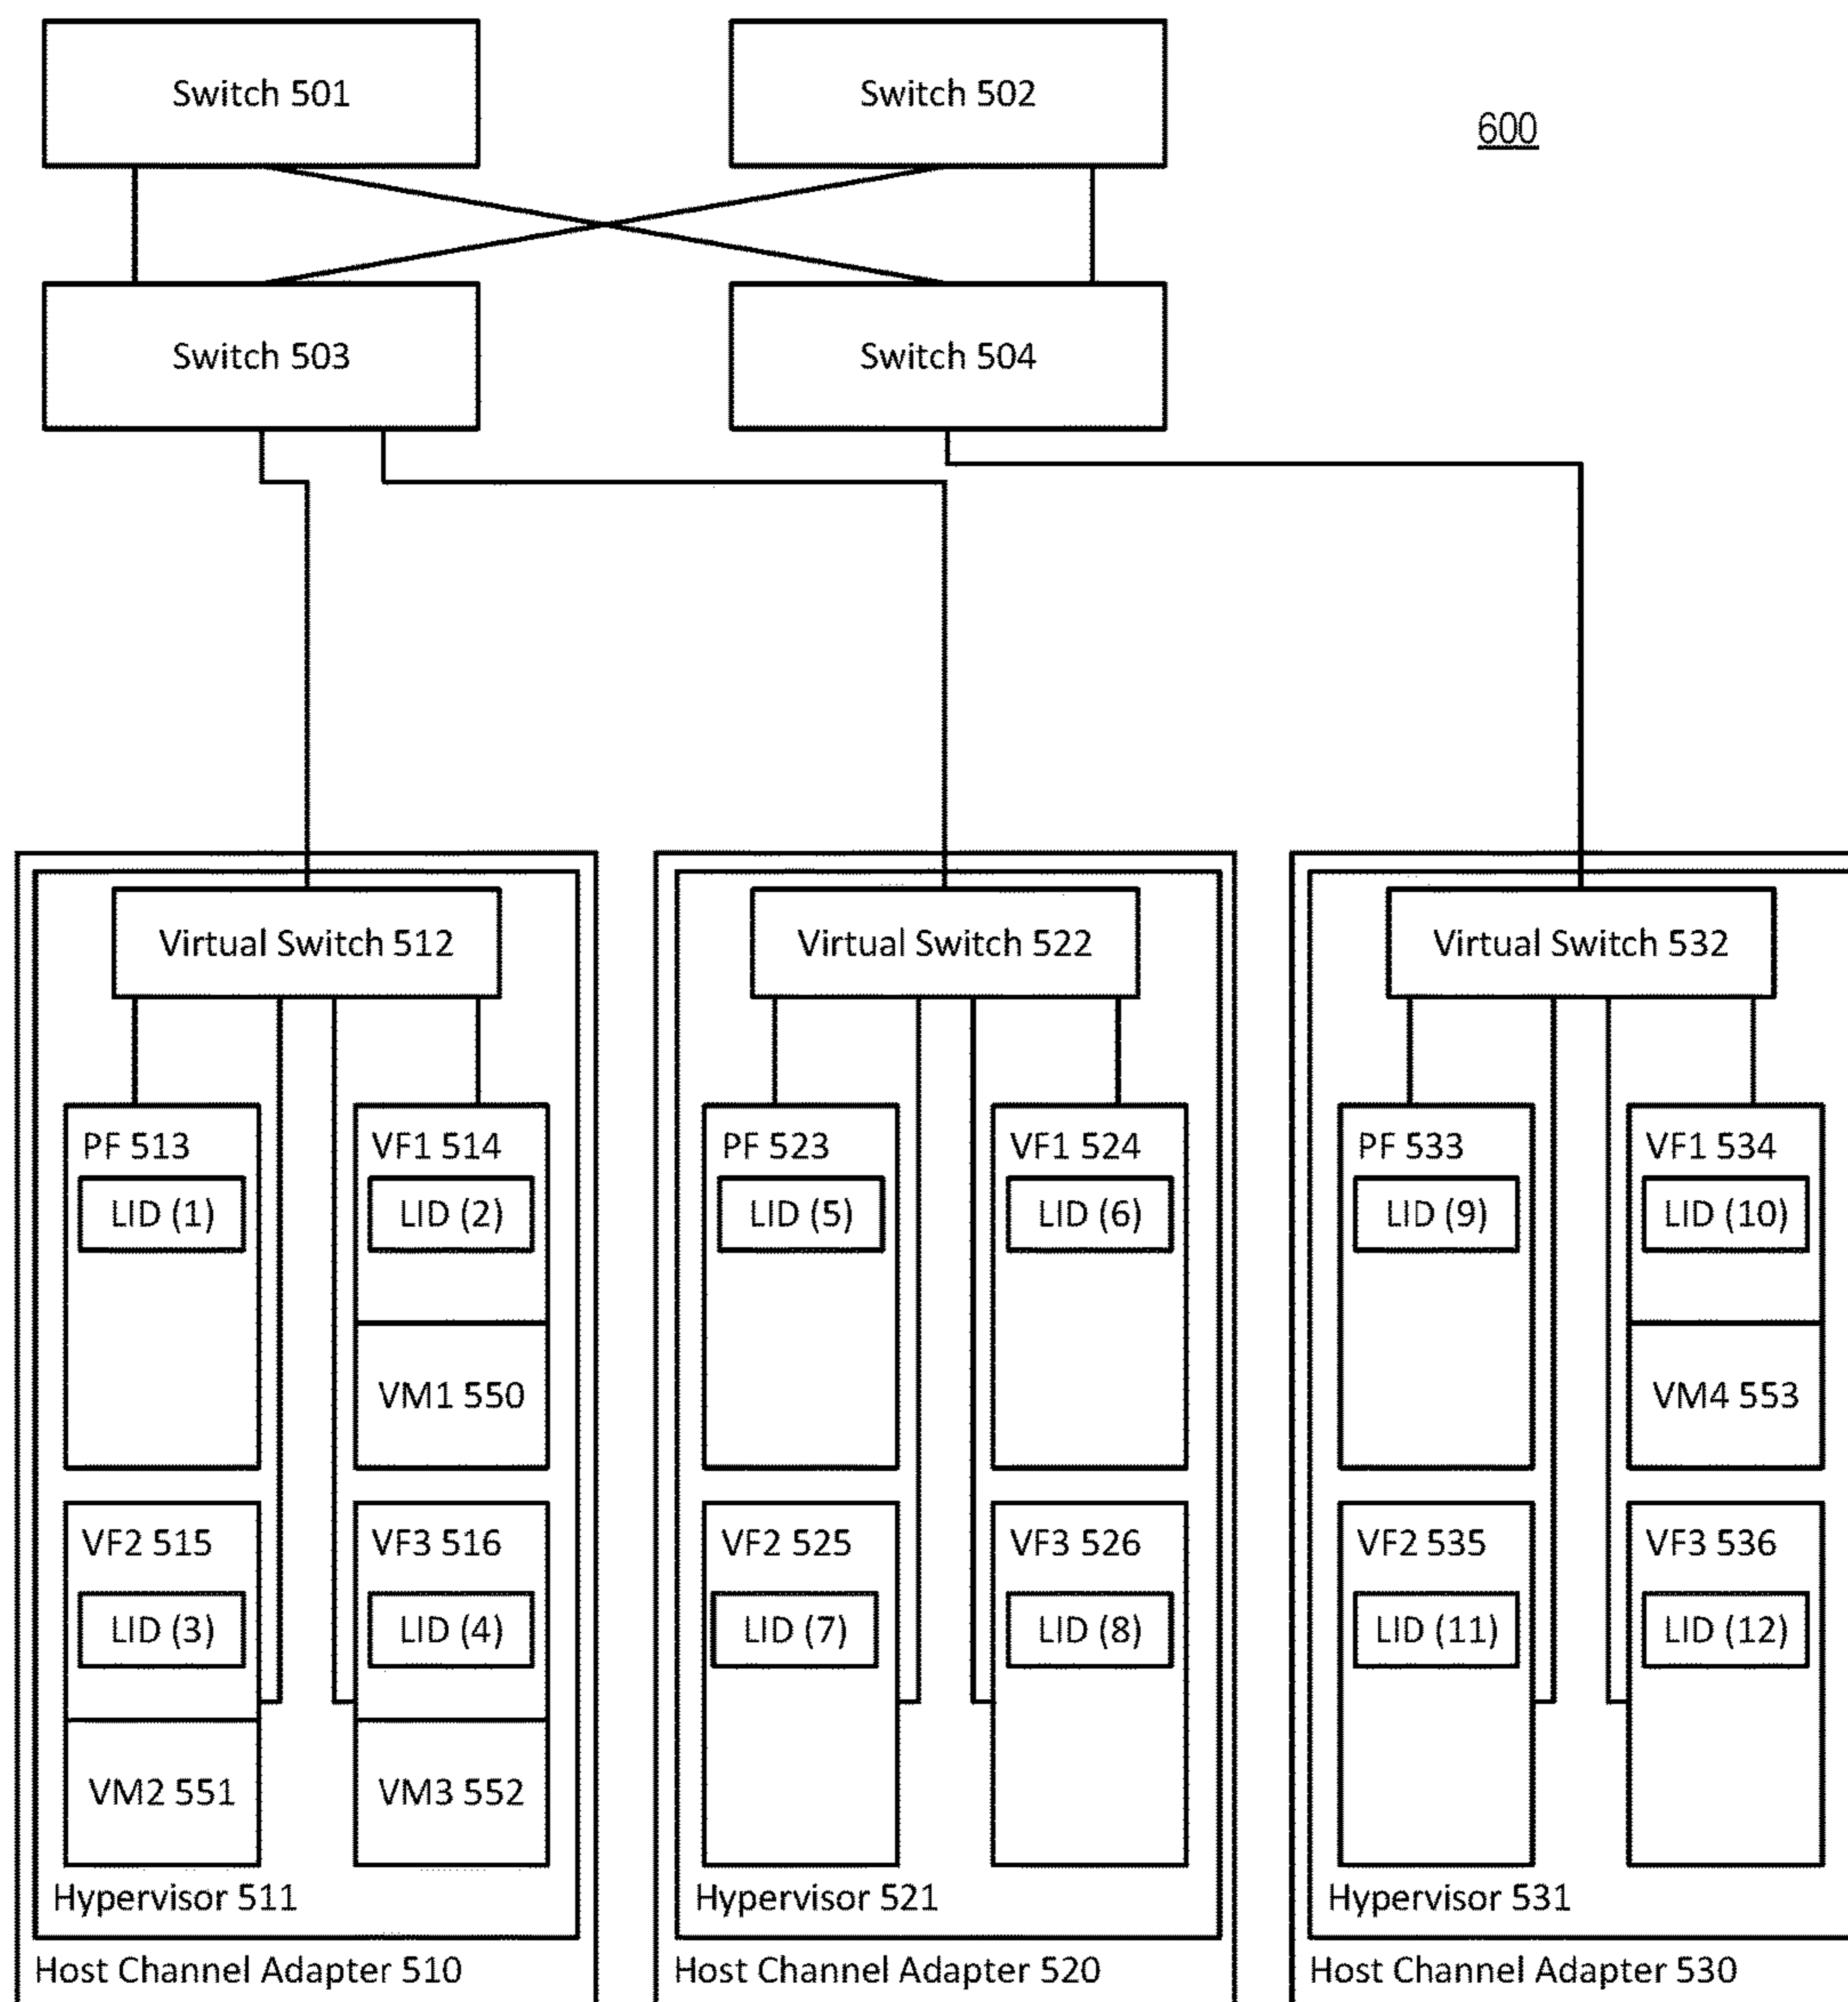 Switch 501
Switch 502
600
Switch 503
Switch 504
Virtual Switch 512
PF 513
LID (1)
VF1 514
LID (2)
VM1 550
VF2 515
LID (3)
VM2 551
VF3 516
LID (4)
VM3 552
Hypervisor 511
Host Channel Adapter 510
Virtual Switch 522
PF 523
LID (5)
VF1 524
LID (6)
VF2 525
LID (7)
VF3 526
LID (8)
Hypervisor 521
Host Channel Adapter 520
Virtual Switch 532
PF 533
LID (9)
VF1 534
LID (10)
VM4 553
VF2 535
LID (11)
VF3 536
LID (12)
Hypervisor 531
Host Channel Adapter 530